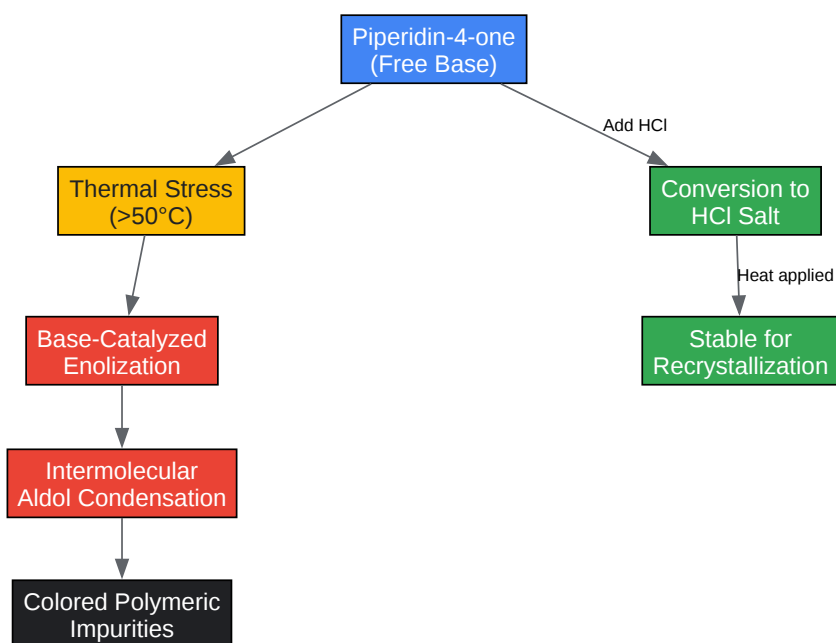 Piperidin-4-one
(Free Base)
Add HCl
Thermal Stress
(>50°C)
Conversion to
HCl Salt
Heat applied
Base-Catalyzed
Enolization
Stable for
Recrystallization
Intermolecular
Aldol Condensation
Colored Polymeric
Impurities